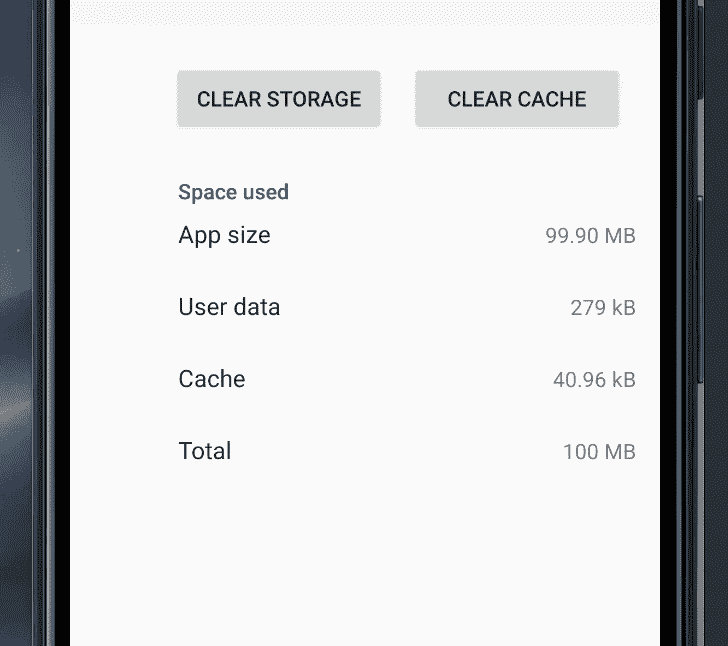 CLEAR STORAGE CLEAR CACHE
Space used
App size 99.90 MB
User data 279 kB
Cache 40.96 kB
Total 100 MB